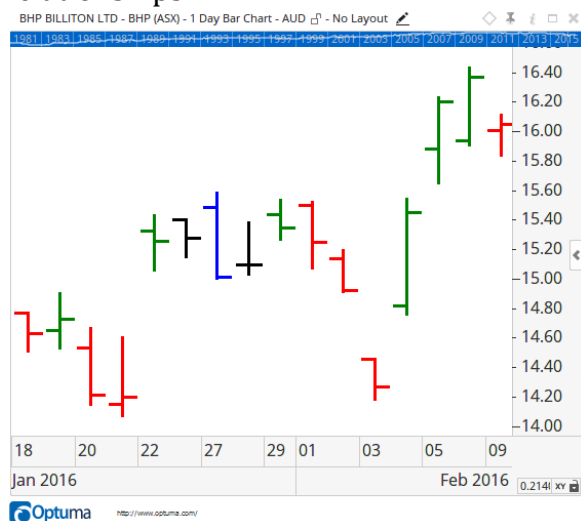 BHP BILLITON LTD - BHP (ASX) - 1 Day Bar Chart - AUD - No Layout
1981 1983 1985 1987 1989 1991 1993 1995 1997 1999 2001 2003 2005 2007 2009 2011 2013 2015
16.40
16.20
16.00
15.80
15.60
15.40
15.20
15.00
14.80
14.60
14.40
14.20
14.00
18 20 22 27 29 01 03 05 09
Jan 2016 Feb 2016 XY
Optuma http://www.optuma.com/